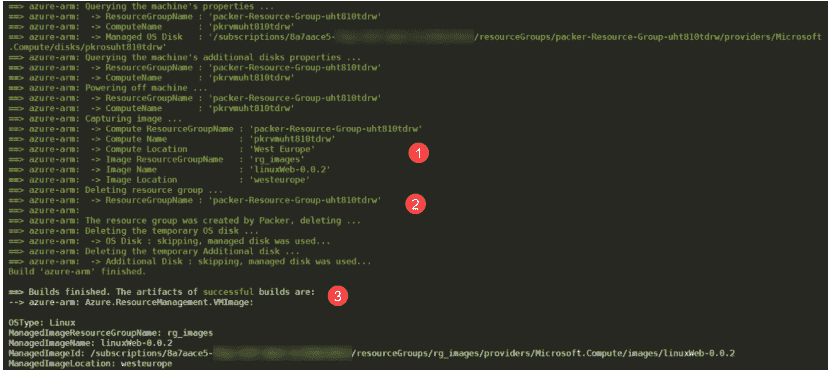 ==> azure-arm: Querying the machine's properties ...
==> azure-arm:  -> ResourceGroupName : 'packer-Resource-Group-uht810tdrw'
==> azure-arm:  -> ComputeName       : 'pkrvmuht810tdrw'
==> azure-arm:  -> Managed OS Disk   : '/subscriptions/8a7aace5-/resourceGroups/packer-Resource-Group-uht810tdrw/providers/Microsoft
.Compute/disks/pkrosuht810tdrw'
==> azure-arm: Querying the machine's additional disks properties ...
==> azure-arm:  -> ResourceGroupName : 'packer-Resource-Group-uht810tdrw'
==> azure-arm:  -> ComputeName       : 'pkrvmuht810tdrw'
==> azure-arm: Powering off machine ...
==> azure-arm:  -> ResourceGroupName : 'packer-Resource-Group-uht810tdrw'
==> azure-arm:  -> ComputeName       : 'pkrvmuht810tdrw'
==> azure-arm: Capturing image ...
==> azure-arm:  -> Compute ResourceGroupName : 'packer-Resource-Group-uht810tdrw'
==> azure-arm:  -> Compute Name              : 'pkrvmuht810tdrw'
==> azure-arm:  -> Compute Location          : 'West Europe'
1
==> azure-arm:  -> Image ResourceGroupName   : 'rg_images'
==> azure-arm:  -> Image Name                : 'linuxWeb-0.0.2'
==> azure-arm:  -> Image Location            : 'westeurope'
==> azure-arm: Deleting resource group ...
==> azure-arm:  -> ResourceGroupName : 'packer-Resource-Group-uht810tdrw'
2
==> azure-arm:
==> azure-arm: The resource group was created by Packer, deleting ...
==> azure-arm: Deleting the temporary OS disk ...
==> azure-arm:  -> OS Disk : skipping, managed disk was used...
==> azure-arm: Deleting the temporary Additional disk ...
==> azure-arm:  -> Additional Disk : skipping, managed disk was used...
Build 'azure-arm' finished.
==> Builds finished. The artifacts of successful builds are:
3
--> azure-arm: Azure.ResourceManagement.VMImage:
OSType: Linux
ManagedImageResourceGroupName: rg_images
ManagedImageName: linuxWeb-0.0.2
ManagedImageId: /subscriptions/8a7aace5-/resourceGroups/rg_images/providers/Microsoft.Compute/images/linuxWeb-0.0.2
ManagedImageLocation: westeurope